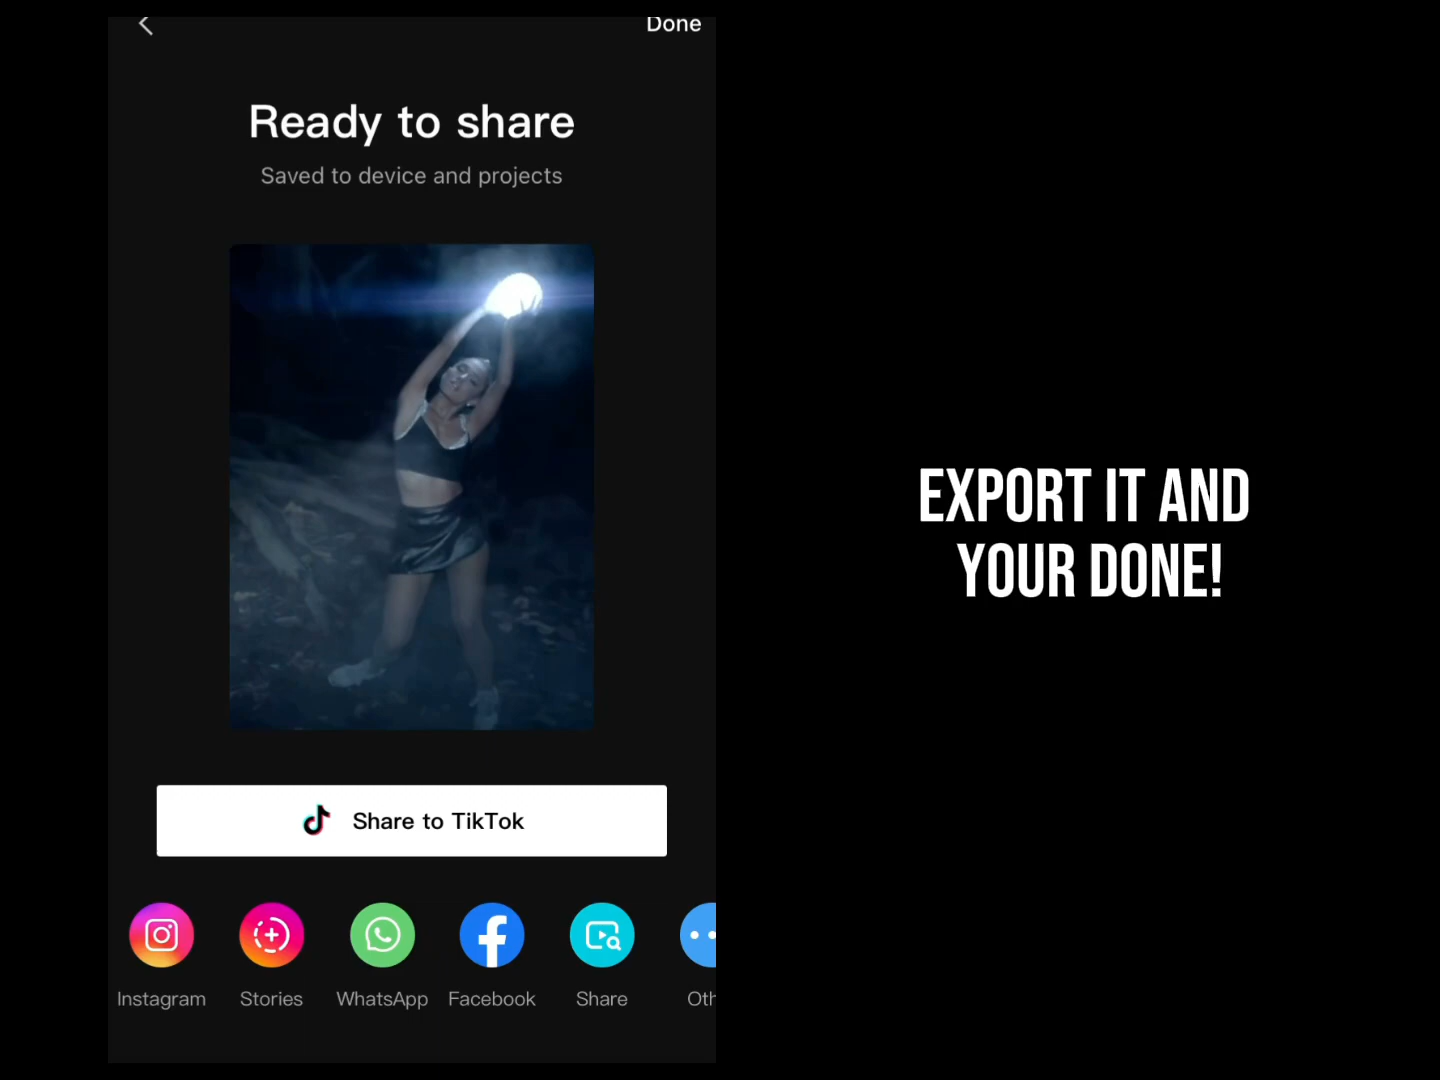 Done
Ready to share
Saved to device and projects
Share to TikTok
Instagram
Stories
WhatsApp
Facebook
Share
Oth
EXPORT IT AND
YOUR DONE!